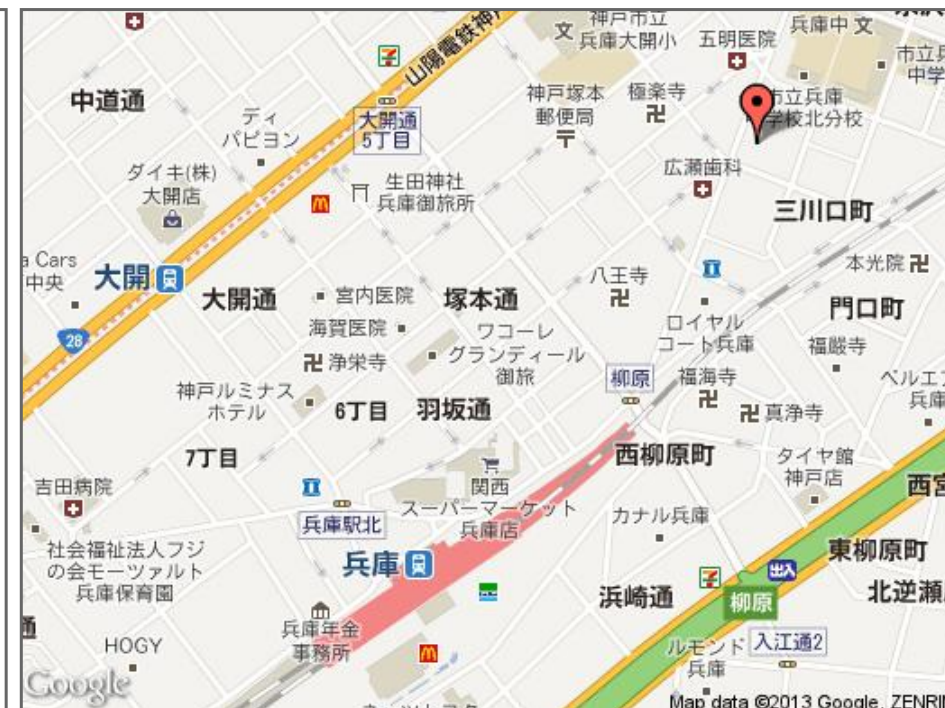 神戸市立
兵庫大開小
五明医院
兵庫中
山陽電鉄神
中道通
ディ
パピヨン
大開通
5丁目
神戸塚本
郵便局
極楽寺
市立兵庫
学校北分校
市立兵
中学
ダイキ(株)
大開店
生田神社
兵庫御旅所
広瀬歯科
三川口町
a Cars
中央
大開
大開通
宮内医院
塚本通
八王寺
本光院
門口町
28
海賀医院
ワコーレ
グランディール
御旅
ロイヤル
コート兵庫
福厳寺
浄栄寺
柳原
福海寺
ベルエフ
兵庫
神戸ルミナス
ホテル
6丁目
羽坂通
真浄寺
7丁目
西柳原町
タイヤ館
神戸店
西宮
吉田病院
関西
スーパーマーケット
兵庫店
カナル兵庫
兵庫駅北
社会福祉法人フジ
の会モーツァルト
兵庫保育園
兵庫
東柳原町
出入
浜崎通
柳原
北逆瀬
通
兵庫年金
事務所
HOGY
ルモンド
兵庫
入江通2
Google
Map data ©2013 Google, ZENRI